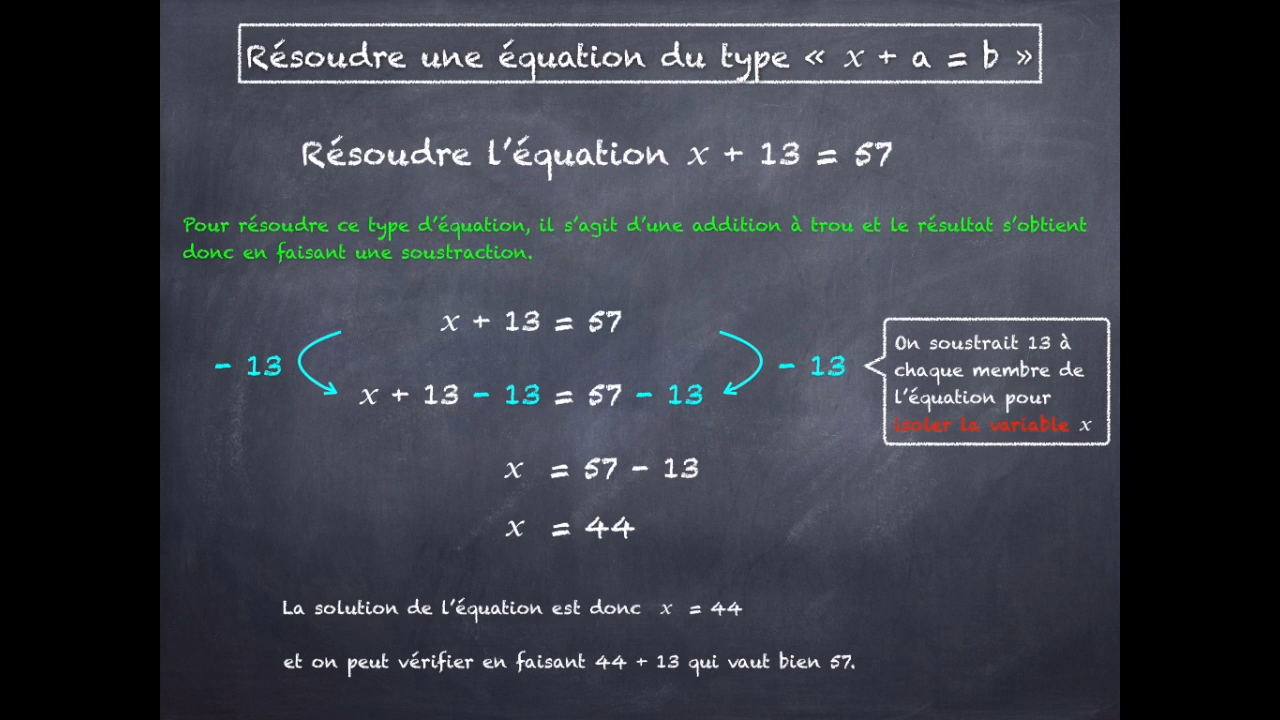 Résoudre une équation du type « x + a = b »
Résoudre l'équation x + 13 = 57
Pour résoudre ce type d'équation, il s'agit d'une addition à trou et le résultat s'obtient
donc en faisant une soustraction.
x + 13 = 57
- 13
- 13
x + 13 - 13 = 57 - 13
On soustrait 13 à
chaque membre de
l'équation pour
isoler la variable x
x = 57 - 13
x = 44
La solution de l'équation est donc x = 44
et on peut vérifier en faisant 44 + 13 qui vaut bien 57.